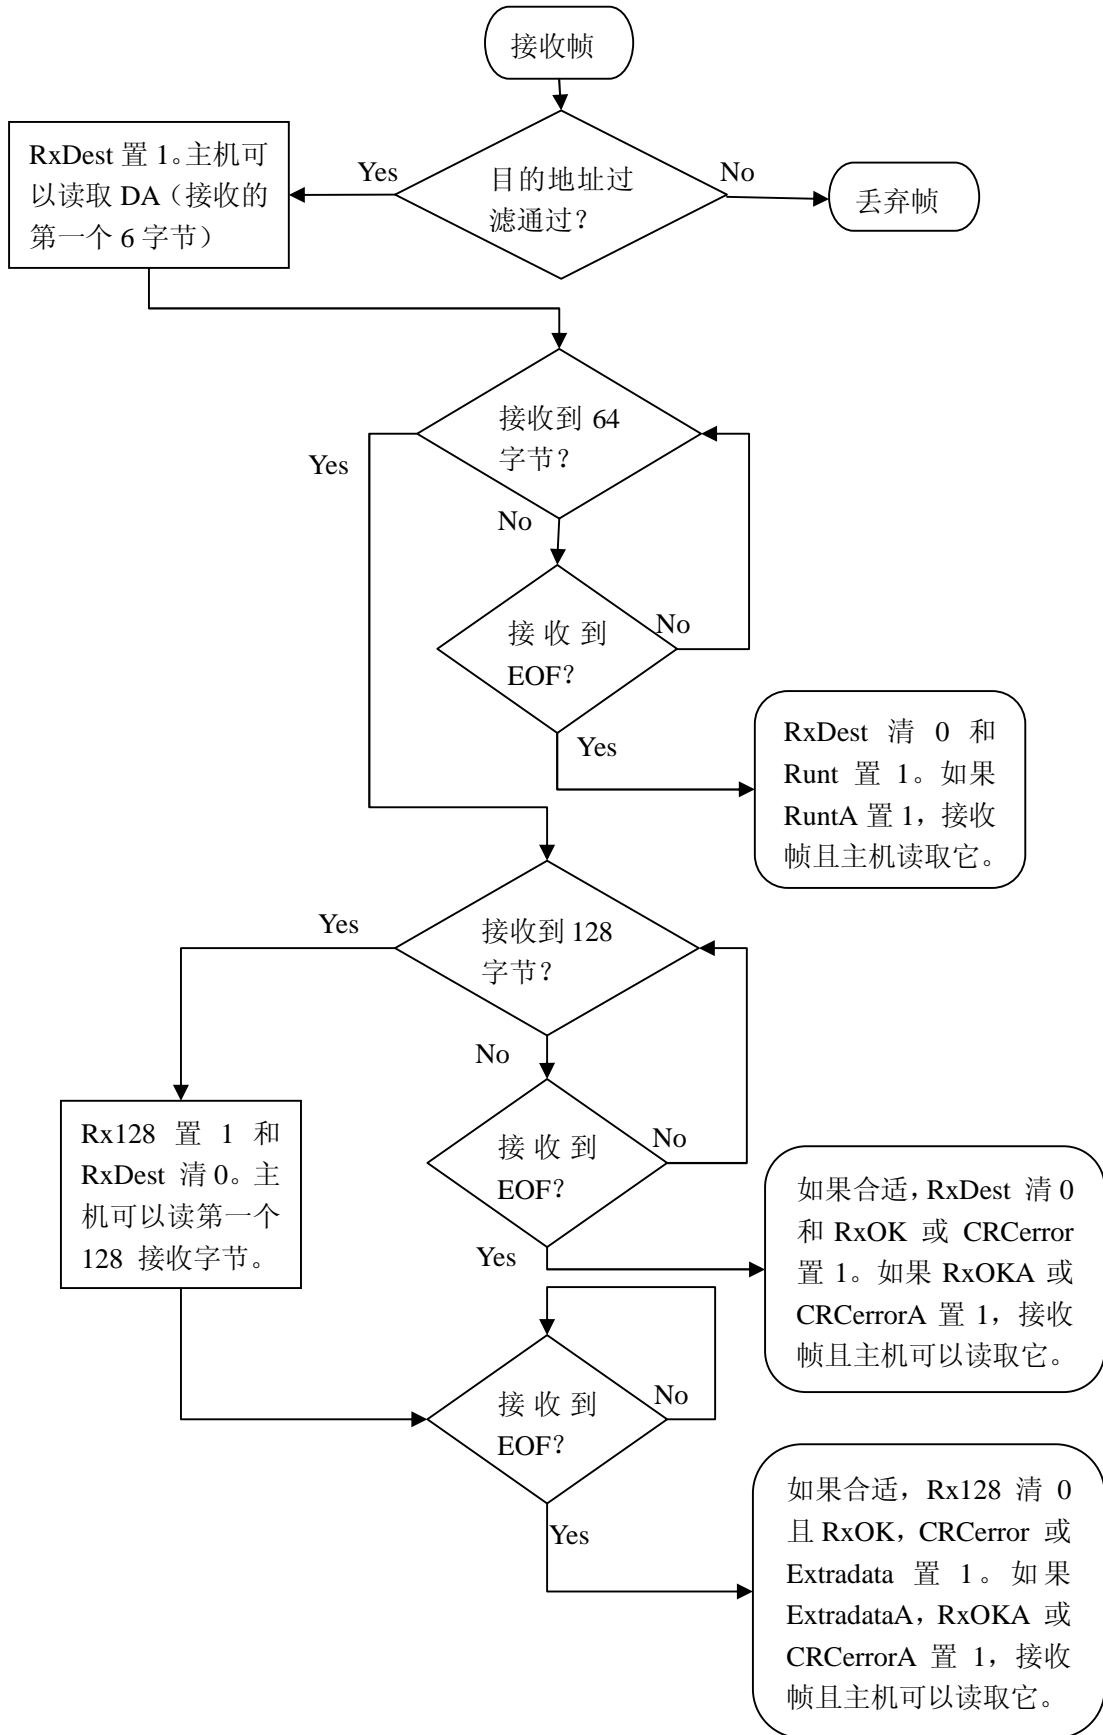 接收帧
RxDest 置 1。主机可
以读取 DA（接收的
第一个 6 字节）
Yes
目的地址过
滤通过？
No
丢弃帧
接收到 64
字节？
Yes
No
接 收 到
EOF？
No
Yes
RxDest 清 0 和
Runt 置 1。如果
RuntA 置 1，接收
帧且主机读取它。
Yes
接收到 128
字节？
No
Rx128 置 1 和
RxDest 清 0。主
机可以读第一个
128 接收字节。
接 收 到
EOF？
No
Yes
如果合适，RxDest 清 0
和 RxOK 或 CRCerror
置 1。如果 RxOKA 或
CRCerrorA 置 1，接收
帧且主机可以读取它。
接 收 到
EOF？
No
Yes
如果合适，Rx128 清 0
且 RxOK，CRCerror 或
Extradata 置 1。如果
ExtradataA，RxOKA 或
CRCerrorA 置 1，接收
帧且主机可以读取它。